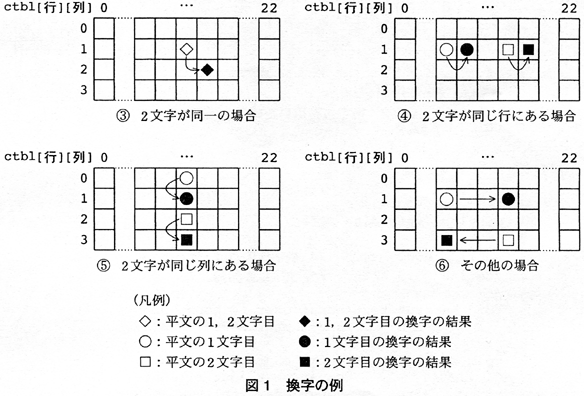 ctbl[行][列] 0 … 22
0
1
2
3
③ 2文字が同一の場合
ctbl[行][列] 0 … 22
0
1
2
3
④ 2文字が同じ行にある場合
ctbl[行][列] 0 … 22
0
1
2
3
⑤ 2文字が同じ列にある場合
ctbl[行][列] 0 … 22
0
1
2
3
⑥ その他の場合
(凡例)
◇：平文の1，2文字目 ◆：1，2文字目の換字の結果
○：平文の1文字目 ●：1文字目の換字の結果
□：平文の2文字目 ■：2文字目の換字の結果
図1 換字の例